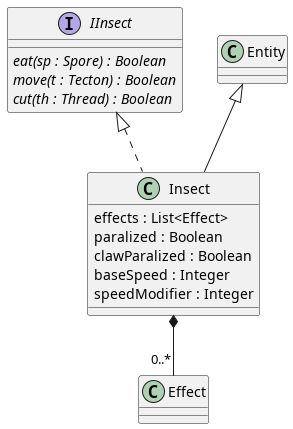 I IInsect
eat(sp : Spore) : Boolean
move(t : Tecton) : Boolean
cut(th : Thread) : Boolean
C Entity
C Insect
effects : List<Effect>
paralized : Boolean
clawParalized : Boolean
baseSpeed : Integer
speedModifier : Integer
0..*
C Effect